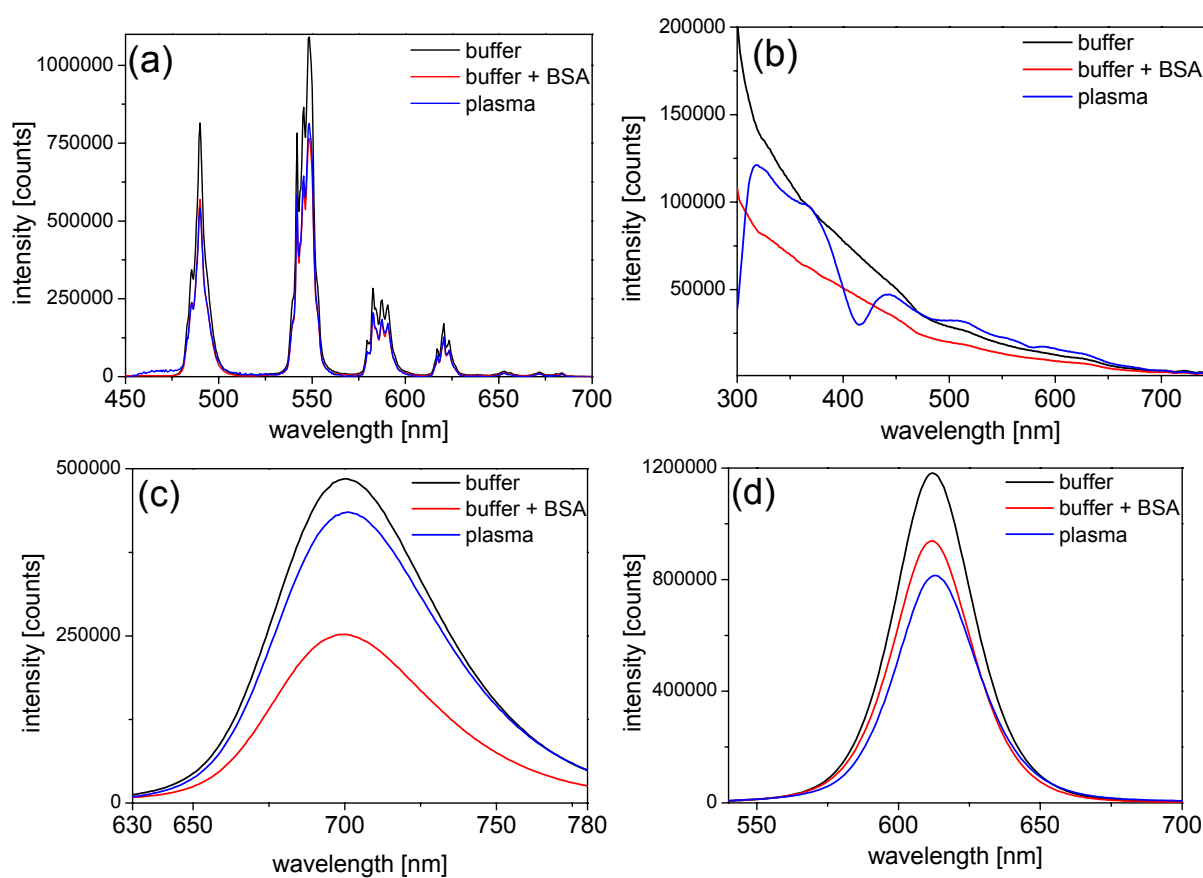 (a)
buffer
buffer + BSA
plasma
intensity [counts]
1000000
750000
500000
250000
0
450 500 550 600 650 700
wavelength [nm]
(b)
buffer
buffer + BSA
plasma
intensity [counts]
200000
150000
100000
50000
300 400 500 600 700
wavelength [nm]
(c)
buffer
buffer + BSA
plasma
intensity [counts]
500000
250000
0
630 650 700 750 780
wavelength [nm]
(d)
buffer
buffer + BSA
plasma
intensity [counts]
1200000
800000
400000
0
550 600 650 700
wavelength [nm]